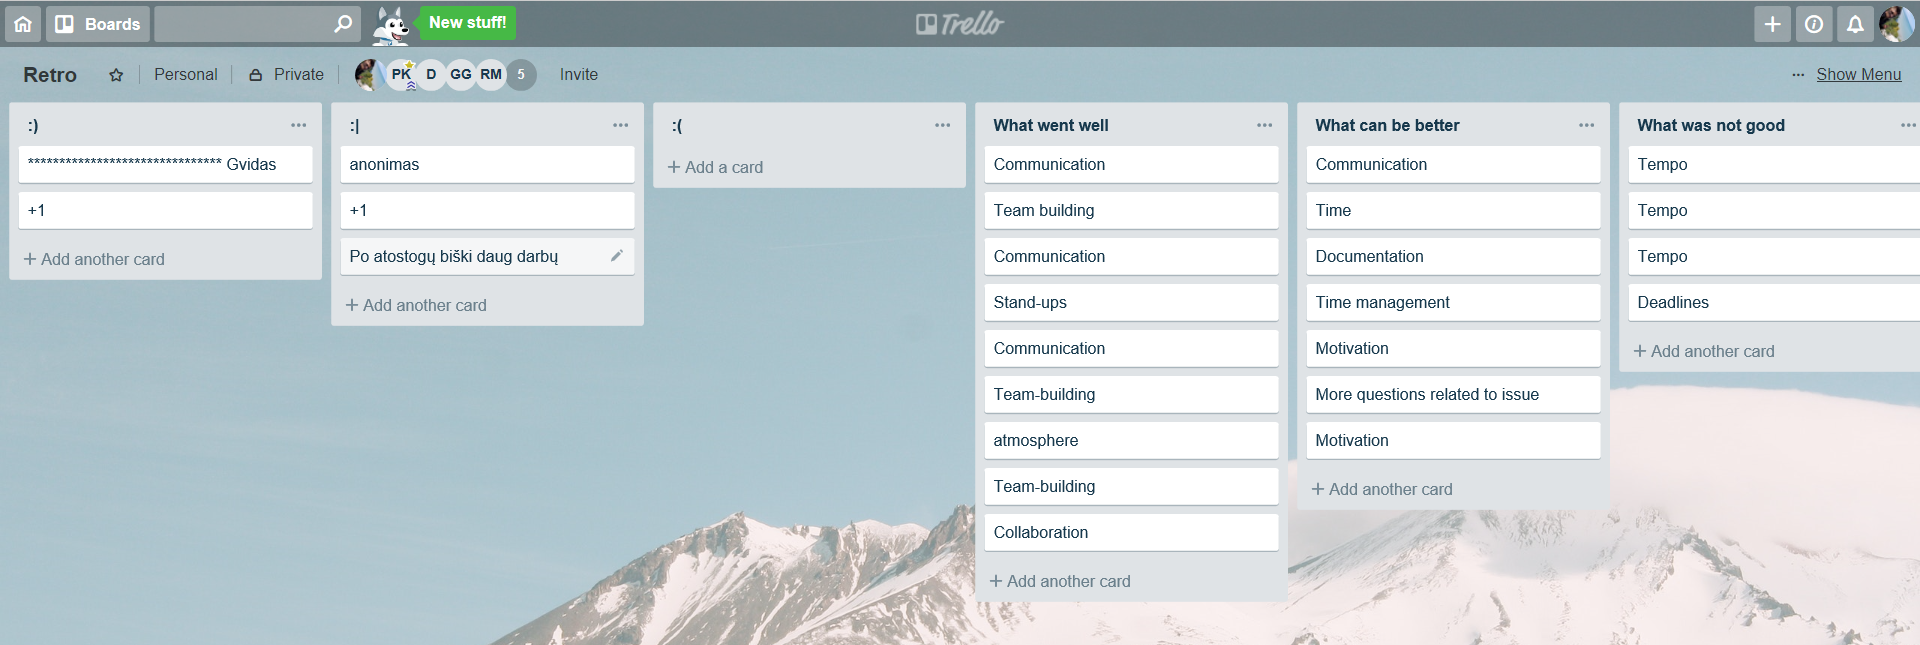 Boards
New stuff!
Trello
Retro
Personal
Private
PK
D
GG
RM
5
Invite
... Show Menu
:)
******************************* Gvidas
+1
+ Add another card
:|
anonimas
+1
Po atostogų biški daug darbų
+ Add another card
:(
+ Add a card
What went well
Communication
Team building
Communication
Stand-ups
Communication
Team-building
atmosphere
Team-building
Collaboration
+ Add another card
What can be better
Communication
Time
Documentation
Time management
Motivation
More questions related to issue
Motivation
+ Add another card
What was not good
Tempo
Tempo
Tempo
Deadlines
+ Add another card